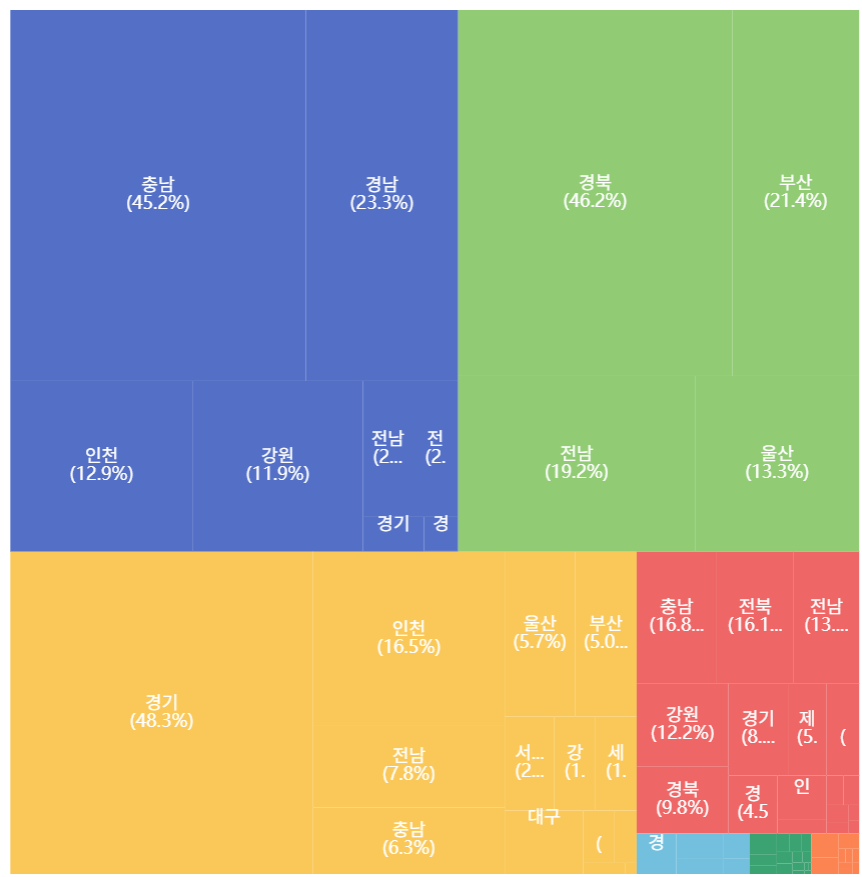 충남
(45.2%)
경남
(23.3%)
인천
(12.9%)
강원
(11.9%)
전남
(2...
전
(2.
경기
경
경북
(46.2%)
부산
(21.4%)
전남
(19.2%)
울산
(13.3%)
경기
(48.3%)
인천
(16.5%)
전남
(7.8%)
충남
(6.3%)
울산
(5.7%)
부산
(5.0...
서...
(2...
강
(1.
세
(1.
대구
(
충남
(16.8...
전북
(16.1...
전남
(13....
강원
(12.2%)
경기
(8....
제
(5.
(
경북
(9.8%)
경
(4.5
인
경